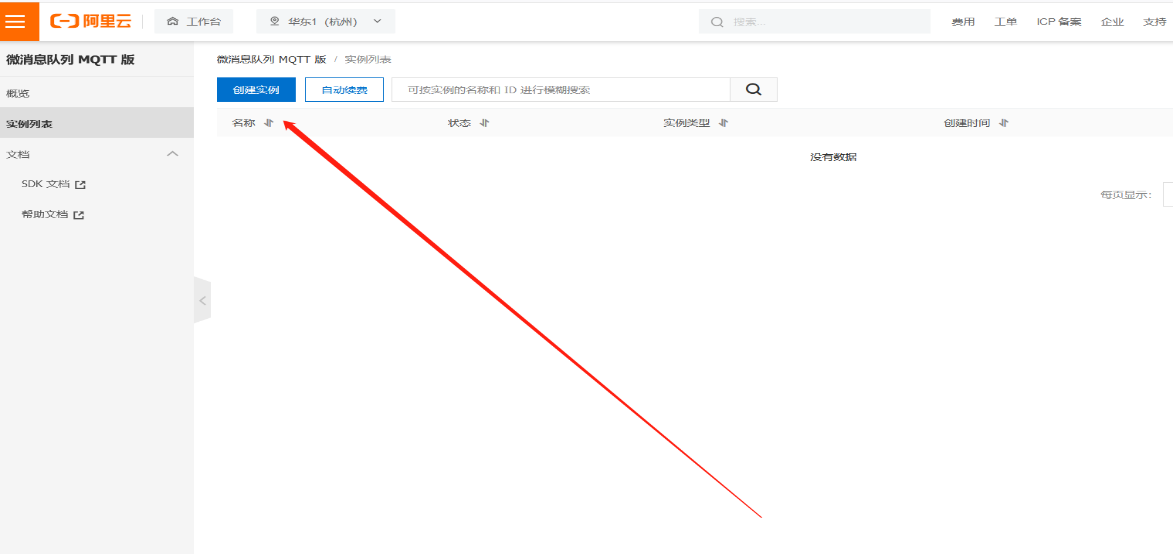 阿里云 工作台 华东1（杭州） 搜索... 费用 工单 ICP 备案 企业 支持
微消息队列 MQTT 版
概览
实例列表
文档
SDK 文档
帮助文档
微消息队列 MQTT 版 / 实例列表
创建实例 自动续费 可按实例的名称和 ID 进行模糊搜索
名称 状态 实例类型 创建时间
没有数据
每页显示：